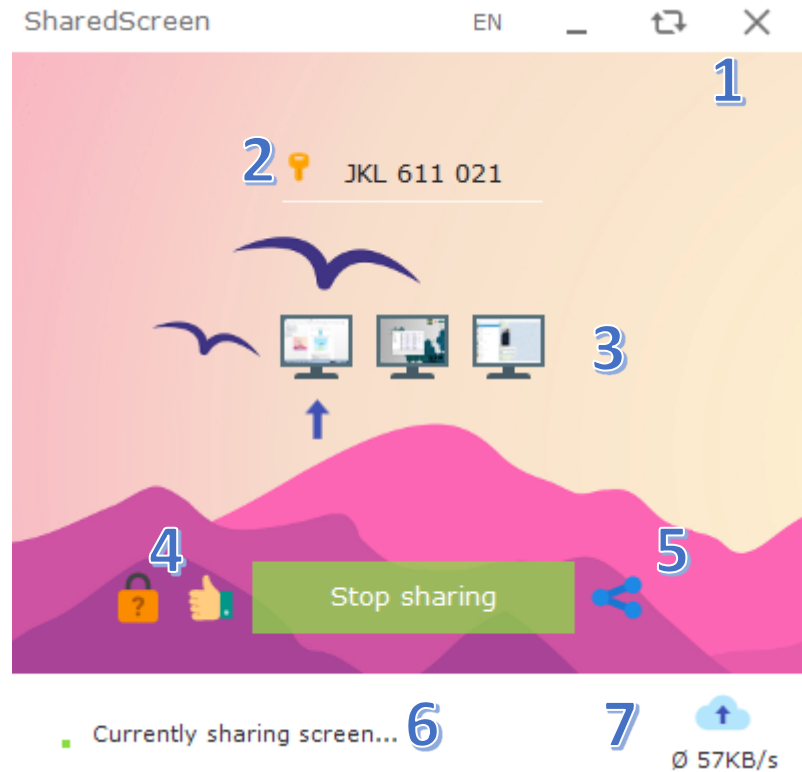 SharedScreen EN
1
2 JKL 611 021
3
4 5
?
Stop sharing
Currently sharing screen... 6 7
Ø 57KB/s